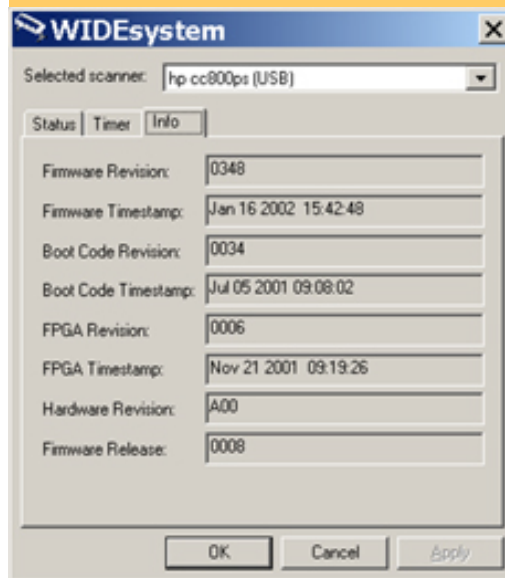 WIDEsystem
Selected scanner: hp cc800ps (USB)
Status Timer Info
Firmware Revision: 0348
Firmware Timestamp: Jan 16 2002 15:42:48
Boot Code Revision: 0034
Boot Code Timestamp: Jul 05 2001 09:08:02
FPGA Revision: 0006
FPGA Timestamp: Nov 21 2001 09:19:26
Hardware Revision: A00
Firmware Release: 0008
OK Cancel Apply